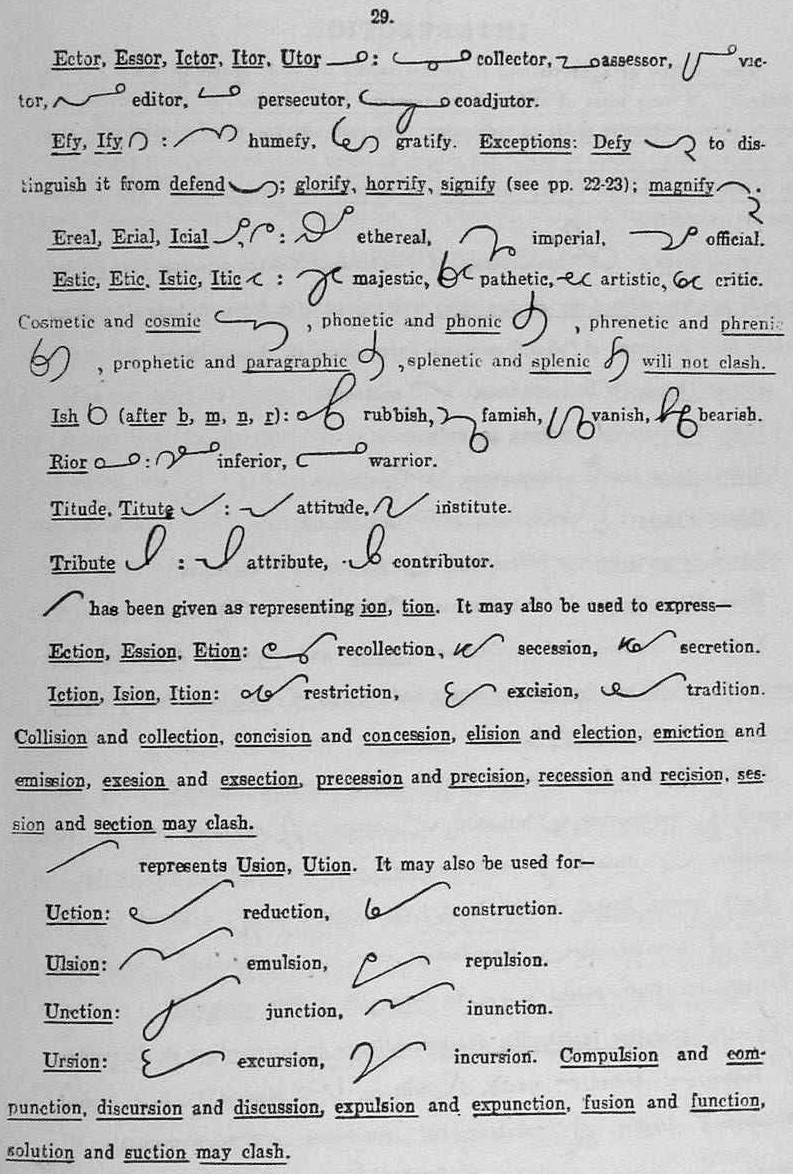 29.
Ector, Essor, Ictor, Itor, Utor : collector, assessor, vic-
tor, editor, persecutor, coadjutor.
Efy, Ify : humefy, gratify. Exceptions: Defy to dis-
tinguish it from defend ; glorify, horrify, signify (see pp. 22-23); magnify .
Ereal, Erial, Icial , : ethereal, imperial, official.
Estic, Etic, Istic, Itic : majestic, pathetic, artistic, critic.
Cosmetic and cosmic , phonetic and phonic , phrenetic and phrenic
, prophetic and paragraphic , splenetic and splenic will not clash.
Ish (after b, m, n, r): rubbish, famish, vanish, bearish.
Rior : inferior, warrior.
Titude, Titute : attitude, institute.
Tribute : attribute, contributor.
has been given as representing ion, tion. It may also be used to express—
Ection, Ession, Etion: recollection, secession, secretion.
Iction, Ision, Ition: restriction, excision, tradition.
Collision and collection, concision and concession, elision and election, emiction and
emission, exesion and exsection, precession and precision, recession and recision, ses-
sion and section may clash.
represents Usion, Ution. It may also be used for—
Uction: reduction, construction.
Ulsion: emulsion, repulsion.
Unction: junction, inunction.
Ursion: excursion, incursion. Compulsion and com-
punction, discursion and discussion, expulsion and expunction, fusion and function,
solution and suction may clash.